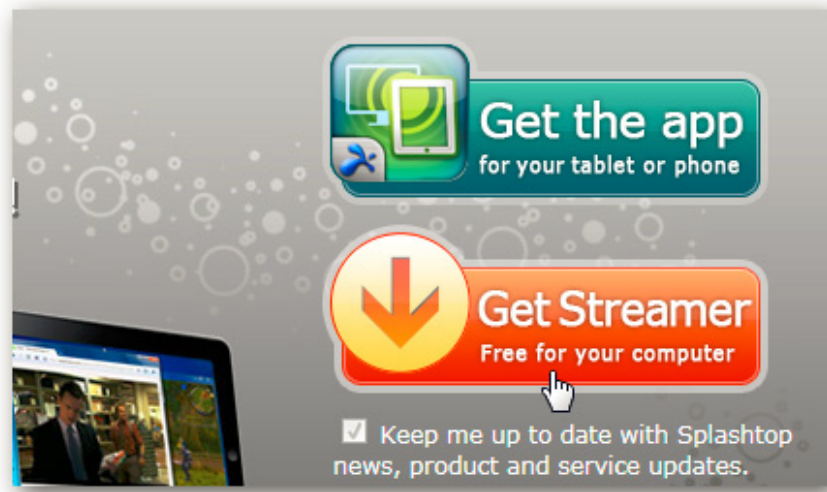 Get the app
for your tablet or phone
!
Get Streamer
Free for your computer
Keep me up to date with Splashtop
news, product and service updates.